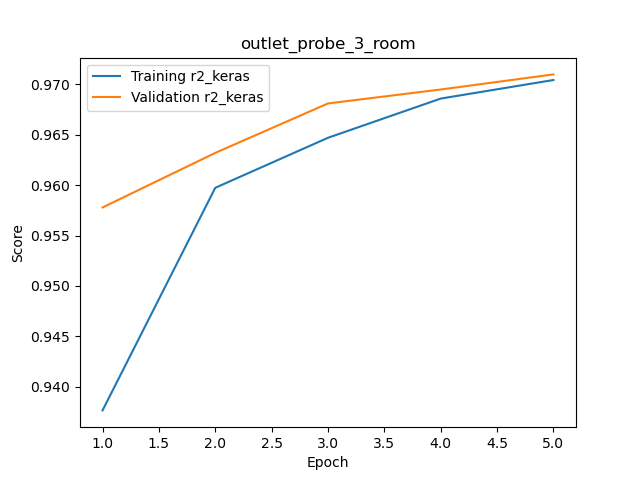 outlet_probe_3_room
Training r2_keras
Validation r2_keras
0.970
0.965
0.960
0.955
0.950
0.945
0.940
Score
1.0 1.5 2.0 2.5 3.0 3.5 4.0 4.5 5.0
Epoch